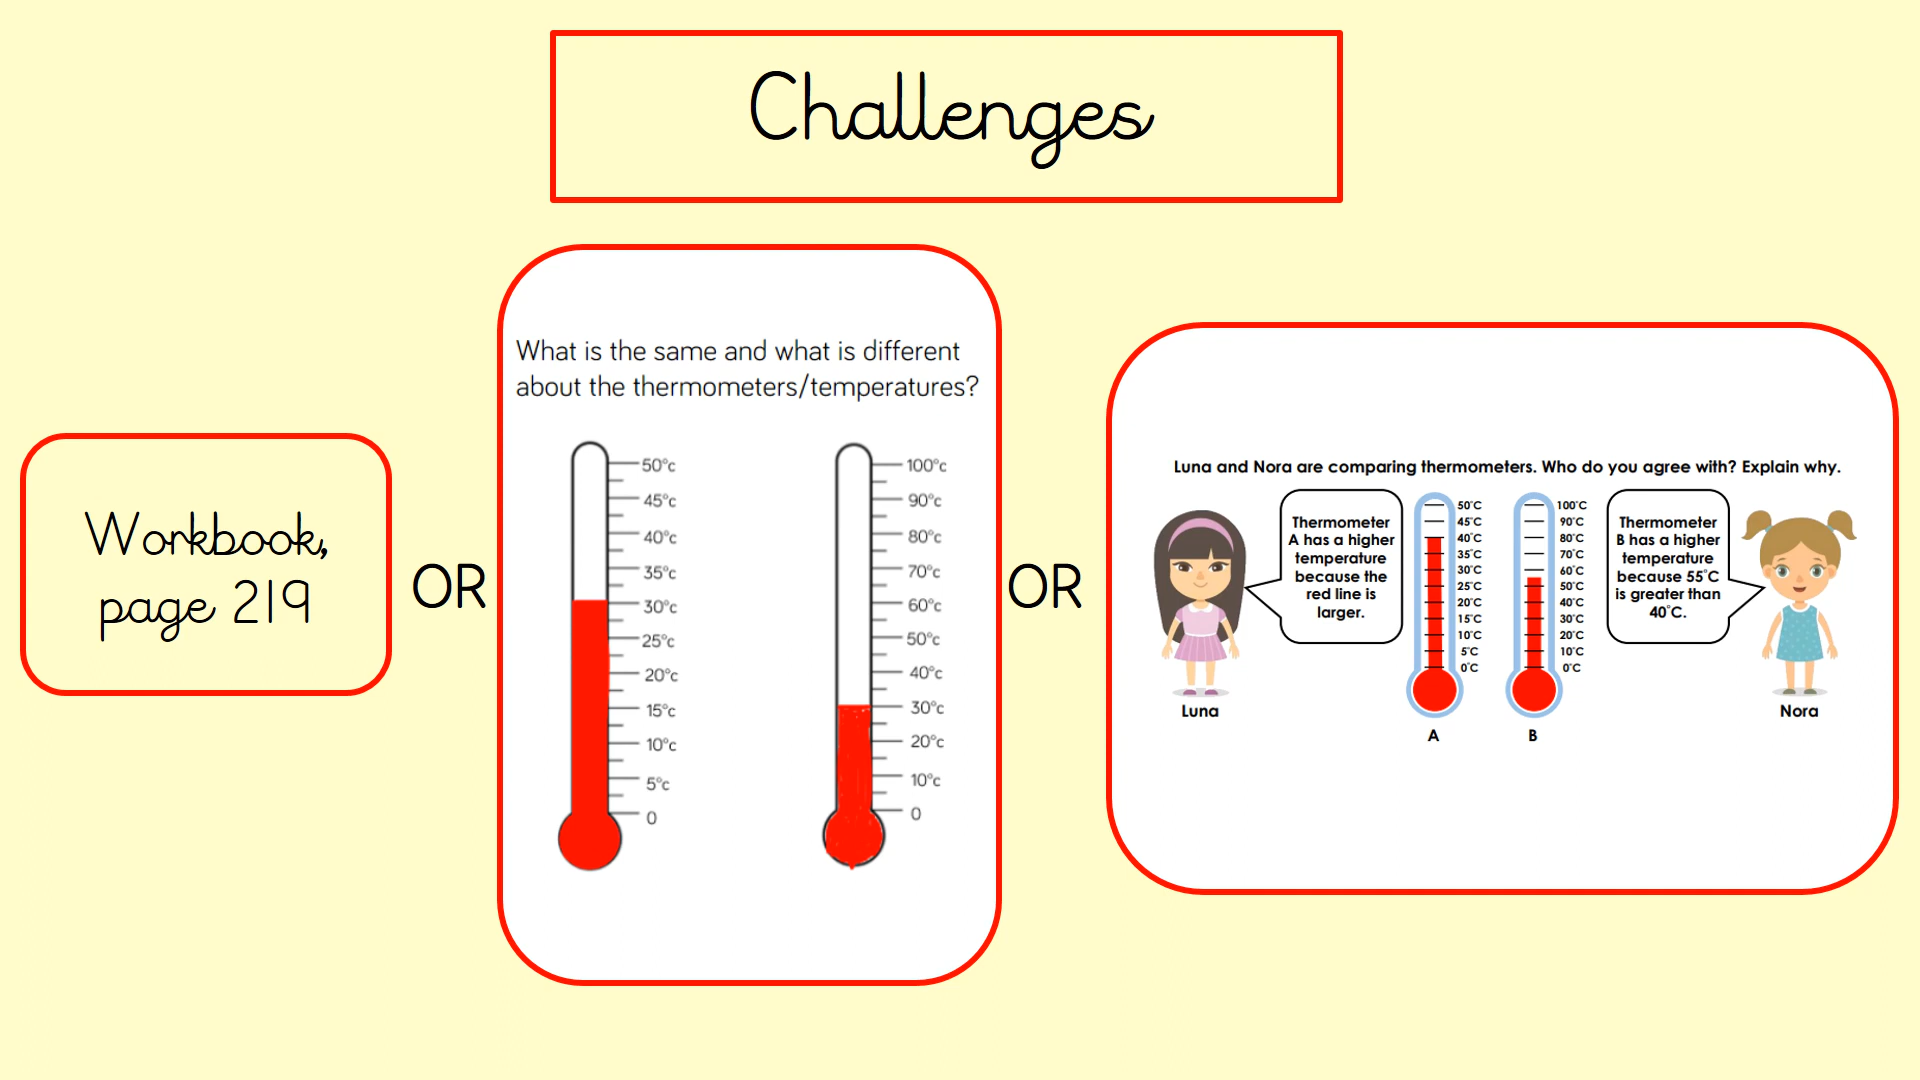 Challenges
Workbook,
page 219
OR
What is the same and what is different
about the thermometers/temperatures?
50°c
45°c
40°c
35°c
30°c
25°c
20°c
15°c
10°c
5°c
0
100°c
90°c
80°c
70°c
60°c
50°c
40°c
30°c
20°c
10°c
0
OR
Luna and Nora are comparing thermometers. Who do you agree with? Explain why.
Thermometer
A has a higher
temperature
because the
red line is
larger.
Luna
50°C
45°C
40°C
35°C
30°C
25°C
20°C
15°C
10°C
5°C
0°C
A
100°C
90°C
80°C
70°C
60°C
50°C
40°C
30°C
20°C
10°C
0°C
B
Thermometer
B has a higher
temperature
because 55°C
is greater than
40°C.
Nora